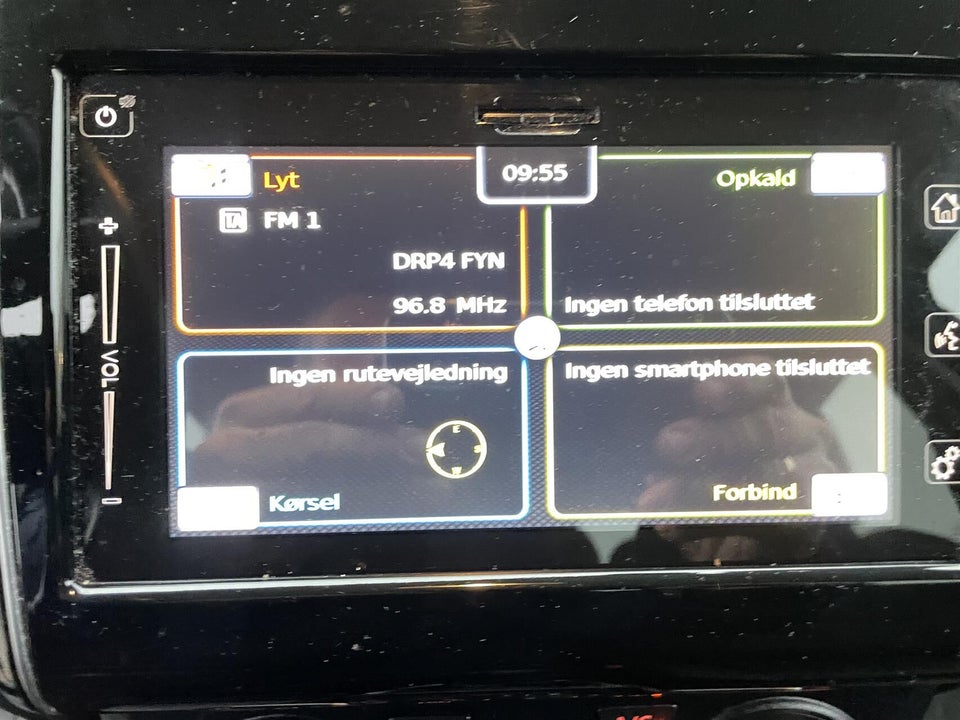 09:55
Lyt
TA FM 1
DRP4 FYN
96.8 MHz
Opkald
Ingen telefon tilsluttet
Ingen rutevejledning
E
S
W
Kørsel
Ingen smartphone tilsluttet
Forbind
VOL